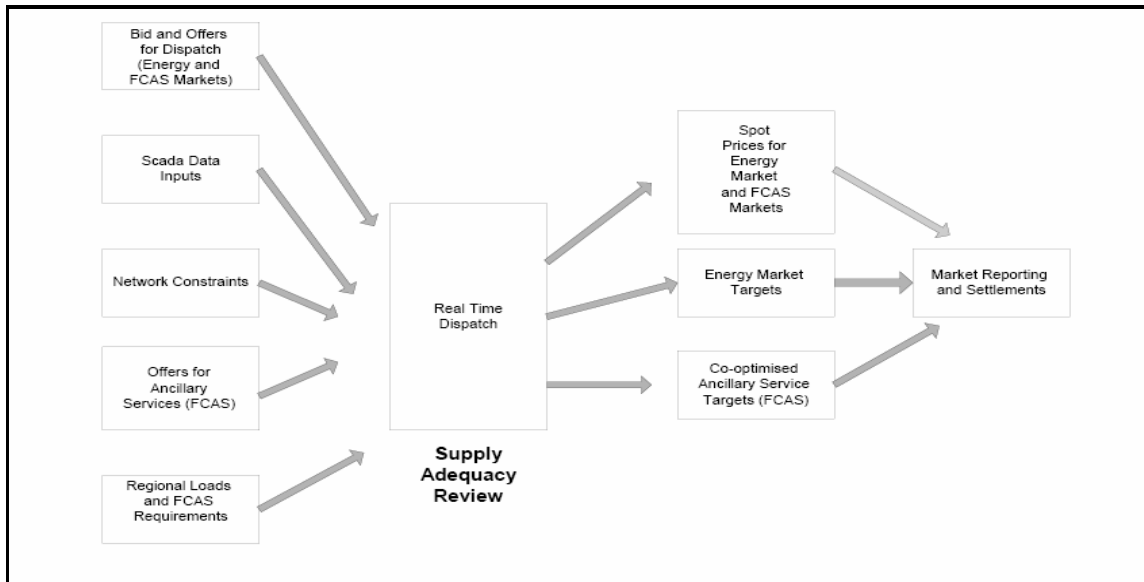 Bid and Offers
for Dispatch
(Energy and
FCAS Markets)
Scada Data
Inputs
Network Constraints
Offers for
Ancillary
Services (FCAS)
Regional Loads
and FCAS
Requirements
Real Time
Dispatch
Supply
Adequacy
Review
Spot
Prices for
Energy
Market
and FCAS
Markets
Energy Market
Targets
Co-optimised
Ancillary Service
Targets (FCAS)
Market Reporting
and Settlements